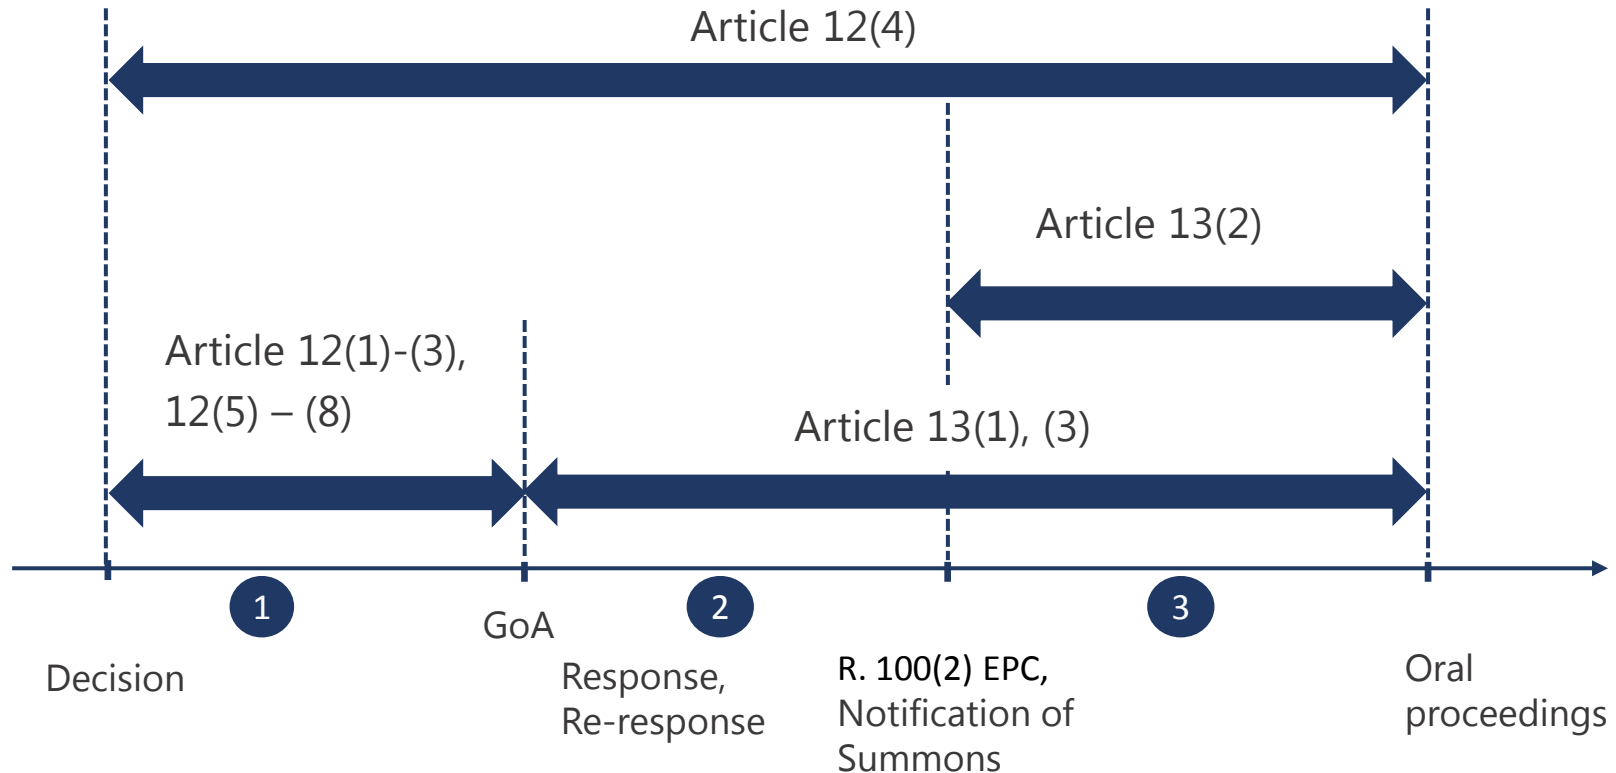 Article 12(4)
Article 13(2)
Article 12(1)-(3),
12(5) – (8)
Article 13(1), (3)
1
2
3
GoA
Decision
Response,
Re-response
R. 100(2) EPC,
Notification of
Summons
Oral
proceedings